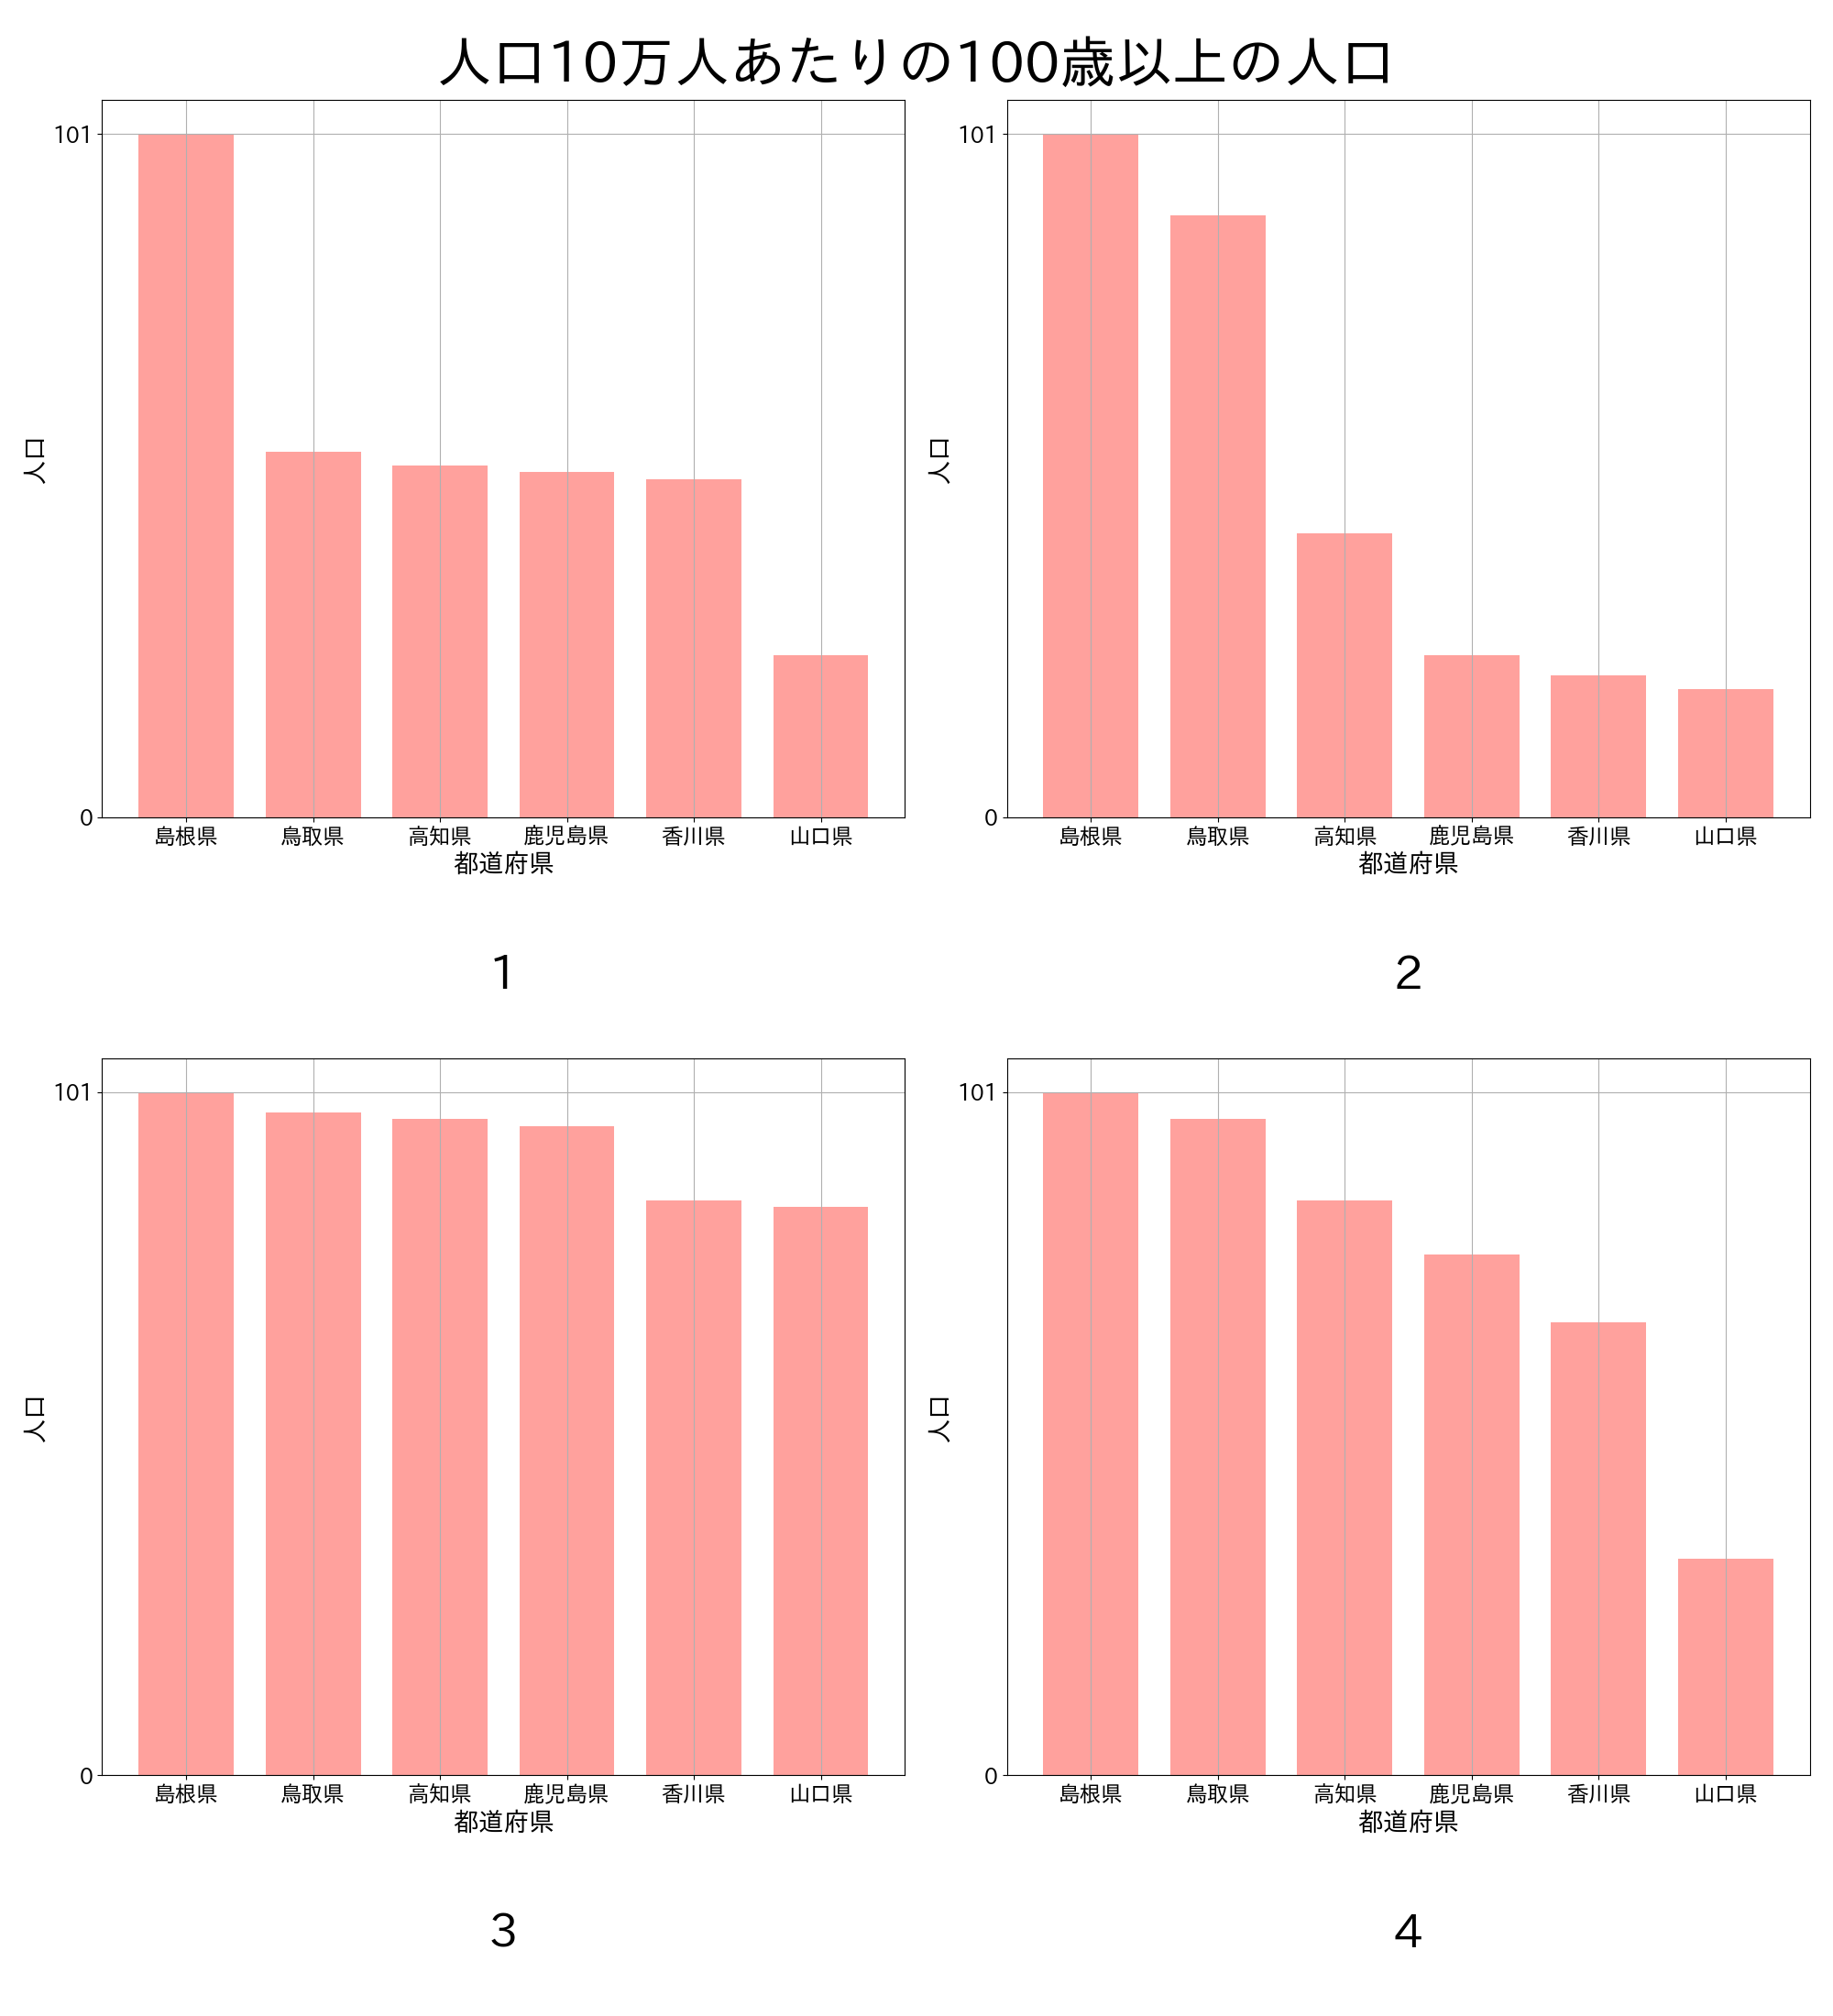 人口10万人あたりの100歳以上の人口
101
0
人口
島根県 鳥取県 高知県 鹿児島県 香川県 山口県
都道府県
1
101
0
人口
島根県 鳥取県 高知県 鹿児島県 香川県 山口県
都道府県
2
101
0
人口
島根県 鳥取県 高知県 鹿児島県 香川県 山口県
都道府県
3
101
0
人口
島根県 鳥取県 高知県 鹿児島県 香川県 山口県
都道府県
4